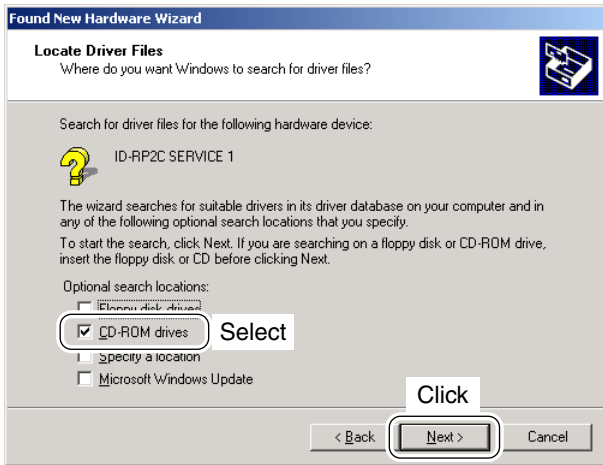 Found New Hardware Wizard
Locate Driver Files
Where do you want Windows to search for driver files?
Search for driver files for the following hardware device:
ID-RP2C SERVICE 1
The wizard searches for suitable drivers in its driver database on your computer and in
any of the following optional search locations that you specify.
To start the search, click Next. If you are searching on a floppy disk or CD-ROM drive,
insert the floppy disk or CD before clicking Next.
Optional search locations:
Floppy disk drives
CD-ROM drives
Select
Specify a location
Microsoft Windows Update
Click
< Back
Next >
Cancel